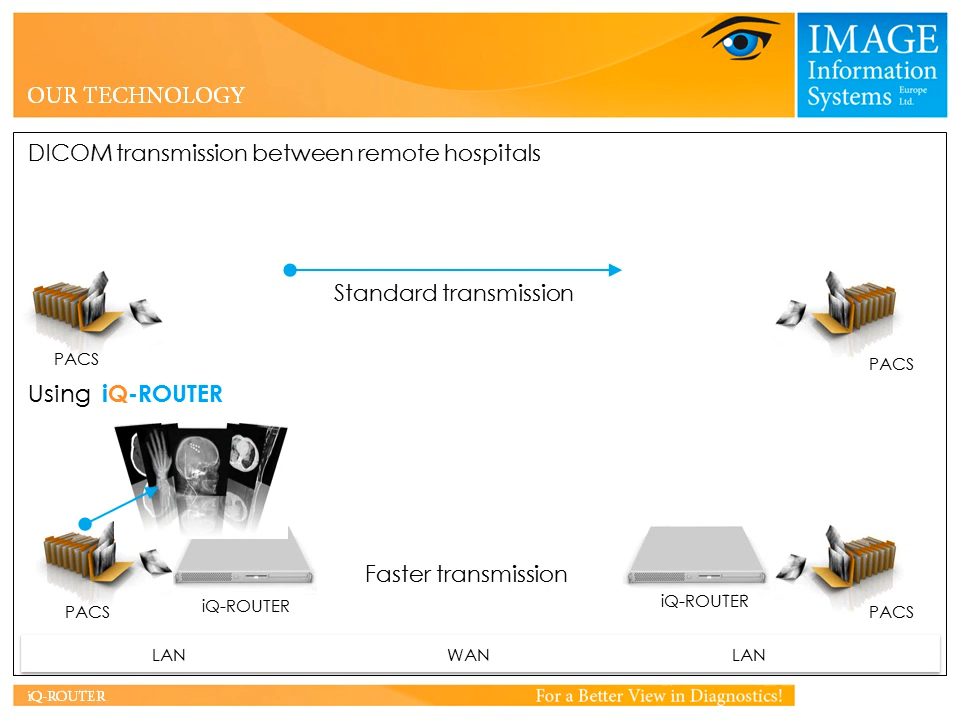 OUR TECHNOLOGY
IMAGE
Information
Systems Europe Ltd.
DICOM transmission between remote hospitals
Standard transmission
PACS
PACS
Using iQ-ROUTER
Faster transmission
PACS
iQ-ROUTER
iQ-ROUTER
PACS
LAN
WAN
LAN
iQ-ROUTER
For a Better View in Diagnostics!